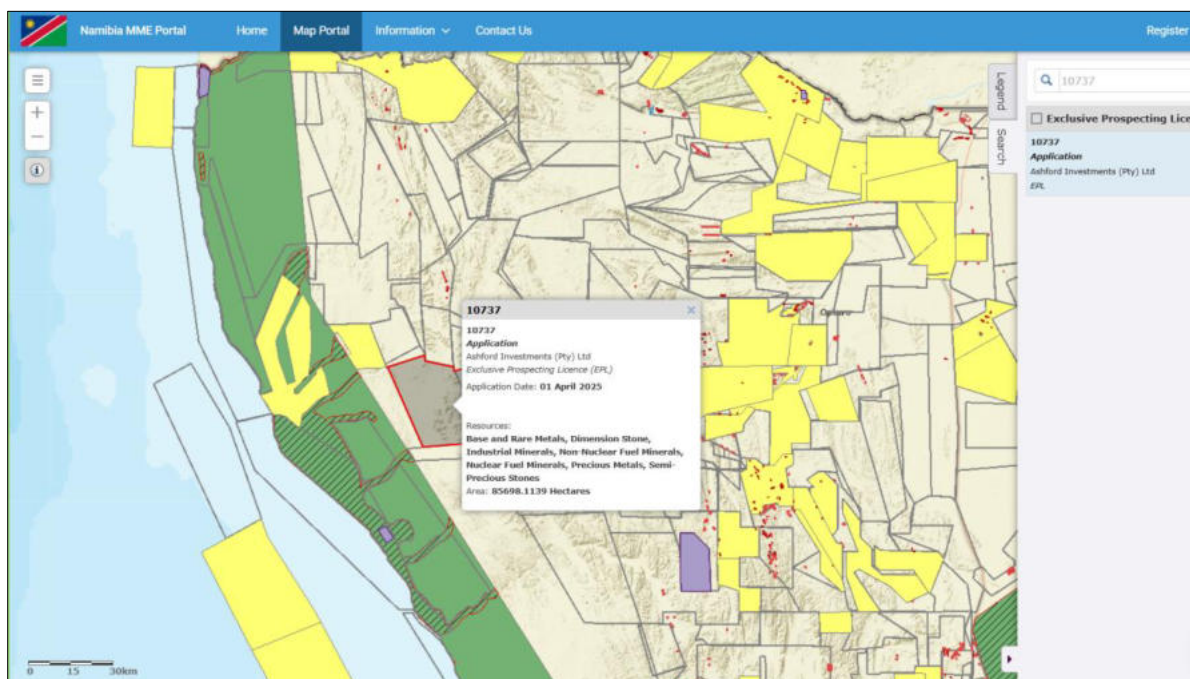 Namibia MME Portal
Home
Map Portal
Information
Contact Us
Register
Legend
Search
10737
Exclusive Prospecting Lice
10737
Application
Ashford Investments (Pty) Ltd
EPL
10737
10737
Application
Ashford Investments (Pty) Ltd
Exclusive Prospecting Licence (EPL)
Application Date: 01 April 2025
Resources:
Base and Rare Metals, Dimension Stone,
Industrial Minerals, Non-Nuclear Fuel Minerals,
Nuclear Fuel Minerals, Precious Metals, Semi-
Precious Stones
Area: 85698.1139 Hectares
Opuwo
0 15 30km